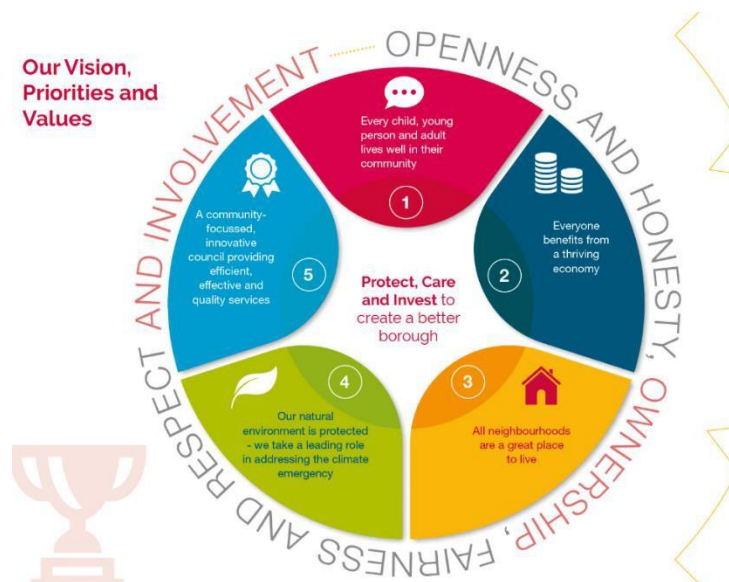 Our Vision,
Priorities and
Values
OPENNESS AND HONESTY, OWNERSHIP, FAIRNESS AND RESPECT AND INVOLVEMENT
Every child, young
person and adult
lives well in their
community
1
Everyone
benefits from
a thriving
economy
2
3
All neighbourhoods
are a great place
to live
4
Our natural
environment is protected
- we take a leading role
in addressing the climate
emergency
A community-
focussed,
innovative
council providing
efficient,
effective and
quality services
5
Protect, Care
and Invest to
create a better
borough